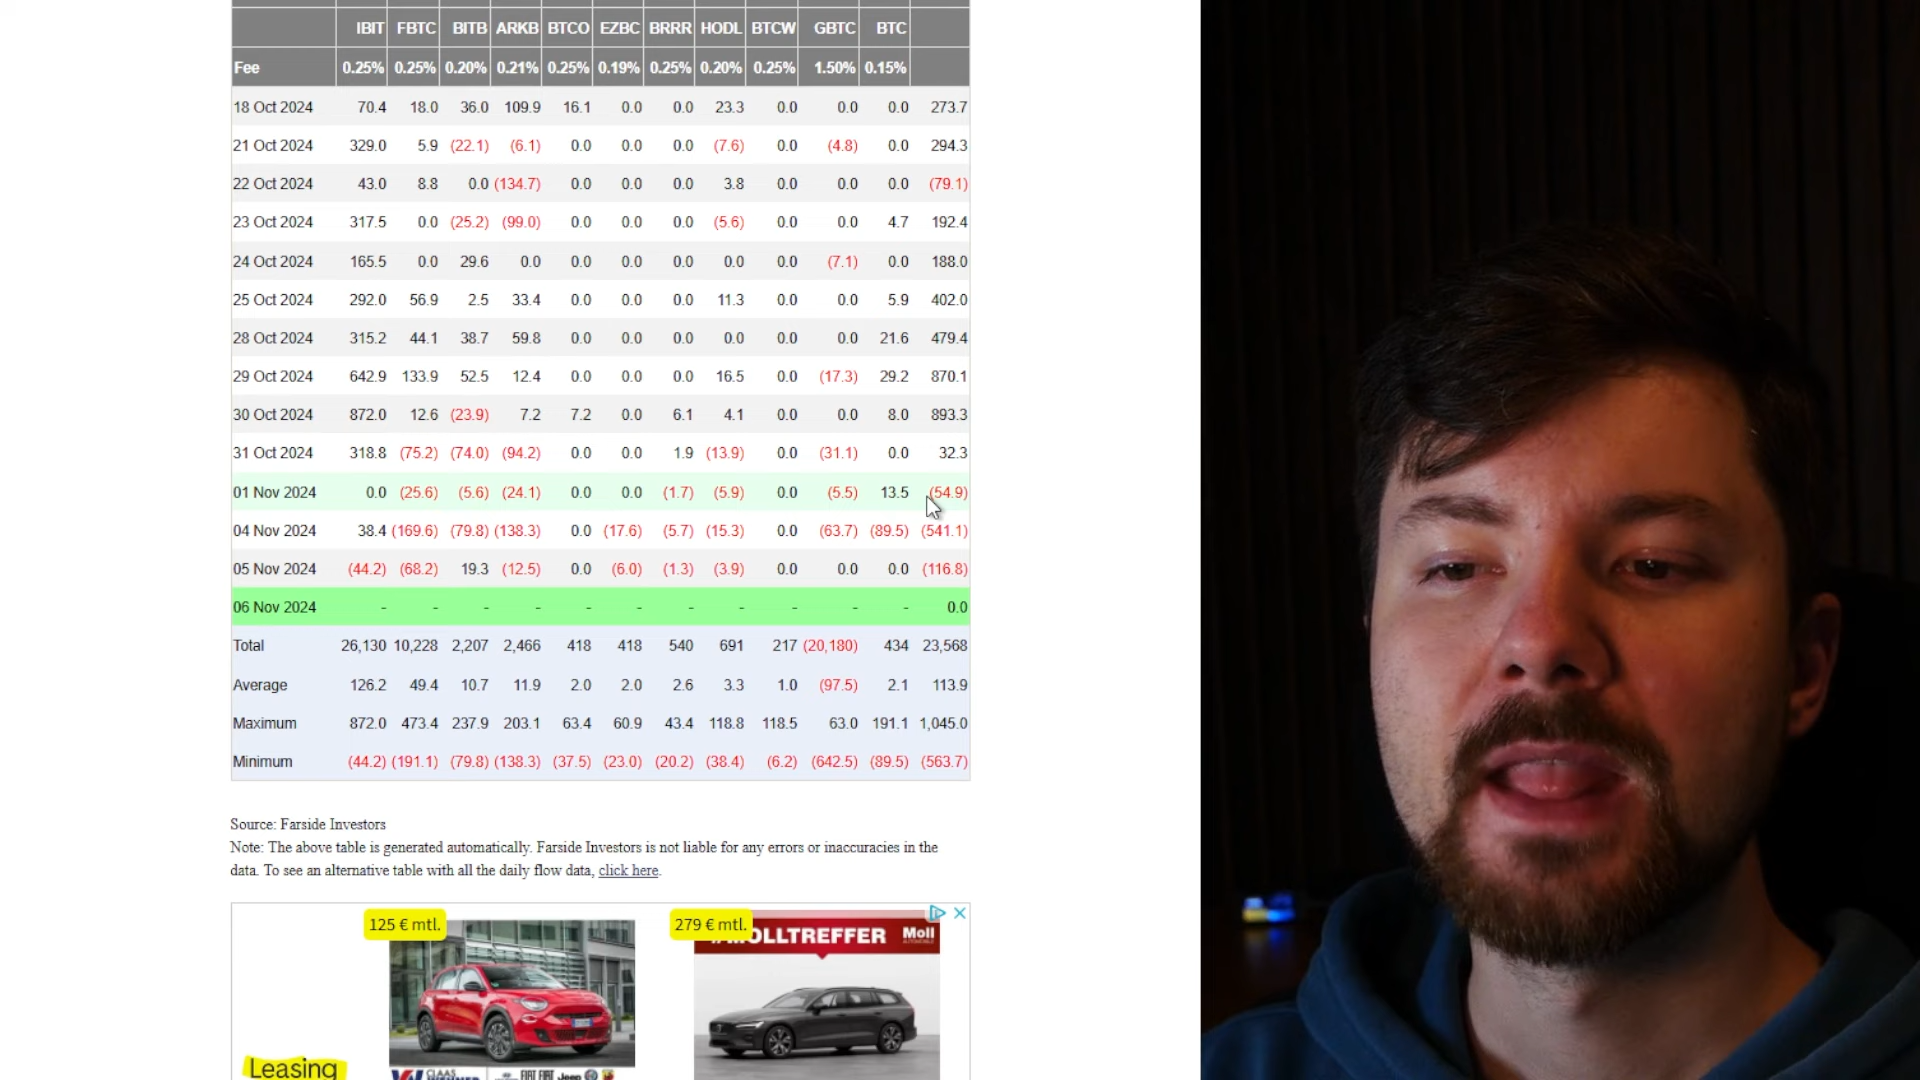 IBIT FBTC BITB ARKB BTCO EZBC BRRR HODL BTCW GBTC BTC
Fee 0.25% 0.25% 0.20% 0.21% 0.25% 0.19% 0.25% 0.20% 0.25% 1.50% 0.15%
18 Oct 2024 70.4 18.0 36.0 109.9 16.1 0.0 0.0 23.3 0.0 0.0 0.0 273.7
21 Oct 2024 329.0 5.9 (22.1) (6.1) 0.0 0.0 0.0 (7.6) 0.0 (4.8) 0.0 294.3
22 Oct 2024 43.0 8.8 0.0 (134.7) 0.0 0.0 0.0 3.8 0.0 0.0 0.0 (79.1)
23 Oct 2024 317.5 0.0 (25.2) (99.0) 0.0 0.0 0.0 (5.6) 0.0 0.0 4.7 192.4
24 Oct 2024 165.5 0.0 29.6 0.0 0.0 0.0 0.0 0.0 0.0 (7.1) 0.0 188.0
25 Oct 2024 292.0 56.9 2.5 33.4 0.0 0.0 0.0 11.3 0.0 0.0 5.9 402.0
28 Oct 2024 315.2 44.1 38.7 59.8 0.0 0.0 0.0 0.0 0.0 0.0 21.6 479.4
29 Oct 2024 642.9 133.9 52.5 12.4 0.0 0.0 0.0 16.5 0.0 (17.3) 29.2 870.1
30 Oct 2024 872.0 12.6 (23.9) 7.2 7.2 0.0 6.1 4.1 0.0 0.0 8.0 893.3
31 Oct 2024 318.8 (75.2) (74.0) (94.2) 0.0 0.0 1.9 (13.9) 0.0 (31.1) 0.0 32.3
01 Nov 2024 0.0 (25.6) (5.6) (24.1) 0.0 0.0 (1.7) (5.9) 0.0 (5.5) 13.5 (54.9)
04 Nov 2024 38.4 (169.6) (79.8) (138.3) 0.0 (17.6) (5.7) (15.3) 0.0 (63.7) (89.5) (541.1)
05 Nov 2024 (44.2) (68.2) 19.3 (12.5) 0.0 (6.0) (1.3) (3.9) 0.0 0.0 0.0 (116.8)
06 Nov 2024 - - - - - - - - - - - 0.0
Total 26,130 10,228 2,207 2,466 418 418 540 691 217 (20,180) 434 23,568
Average 126.2 49.4 10.7 11.9 2.0 2.0 2.6 3.3 1.0 (97.5) 2.1 113.9
Maximum 872.0 473.4 237.9 203.1 63.4 60.9 43.4 118.8 118.5 63.0 191.1 1,045.0
Minimum (44.2) (191.1) (79.8) (138.3) (37.5) (23.0) (20.2) (38.4) (6.2) (642.5) (89.5) (563.7)
Source: Farside Investors
Note: The above table is generated automatically. Farside Investors is not liable for any errors or inaccuracies in the
data. To see an alternative table with all the daily flow data, click here.
125 € mtl. 279 € mtl.
Moll
Leasing
CLAAS
FIAT FIAT Jeep